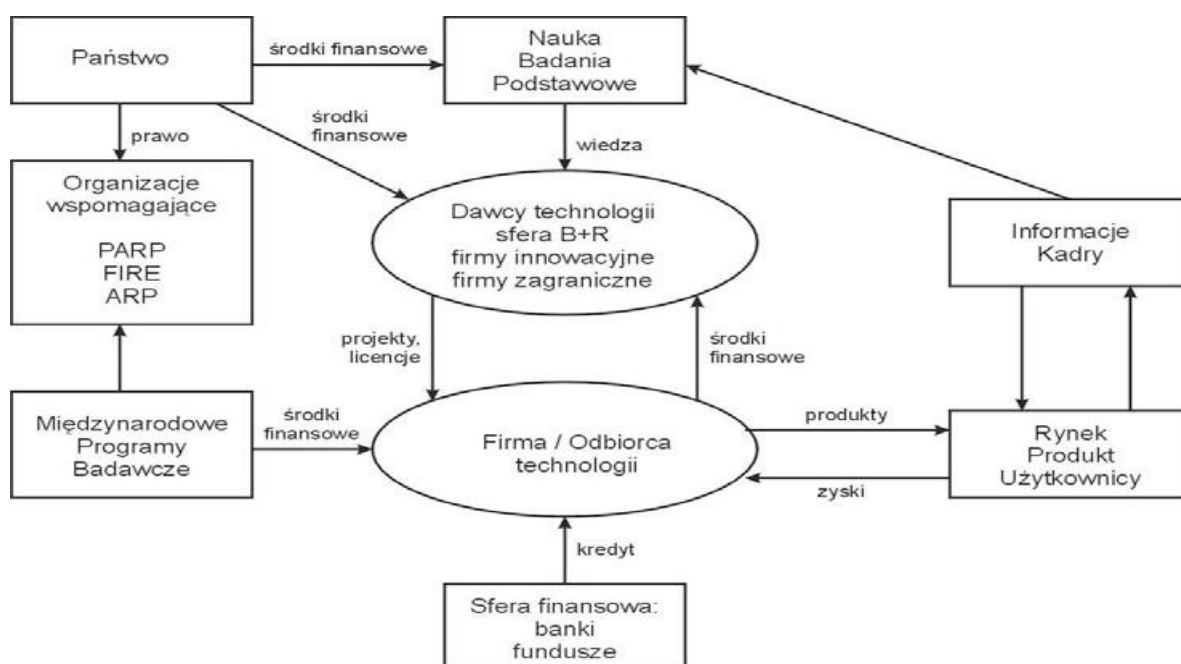 Państwo
środki finansowe
Nauka
Badania
Podstawowe
prawo
środki
finansowe
wiedza
Organizacje
wspomagające
PARP
FIRE
ARP
Dawcy technologii
sfera B+R
firmy innowacyjne
firmy zagraniczne
Informacje
Kadry
projekty,
licencje
środki
finansowe
Międzynarodowe
Programy
Badawcze
środki
finansowe
Firma / Odbiorca
technologii
produkty
zyski
Rynek
Produkt
Użytkownicy
kredyt
Sfera finansowa:
banki
fundusze